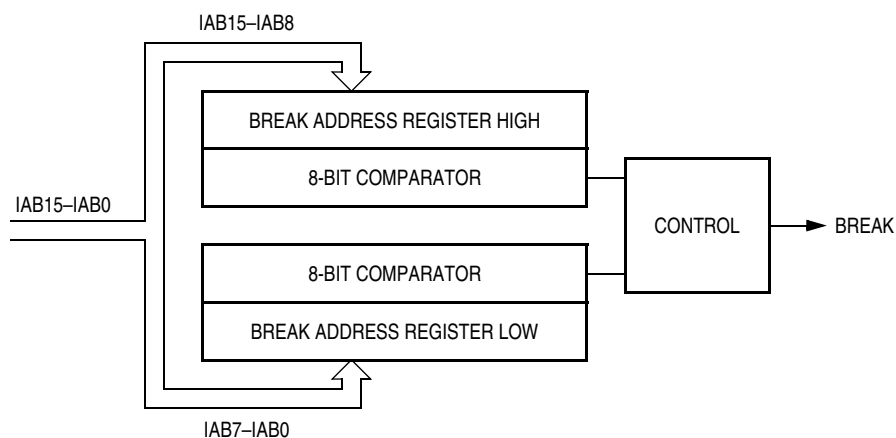 IAB15–IAB8
BREAK ADDRESS REGISTER HIGH
8-BIT COMPARATOR
IAB15–IAB0
CONTROL
BREAK
8-BIT COMPARATOR
BREAK ADDRESS REGISTER LOW
IAB7–IAB0